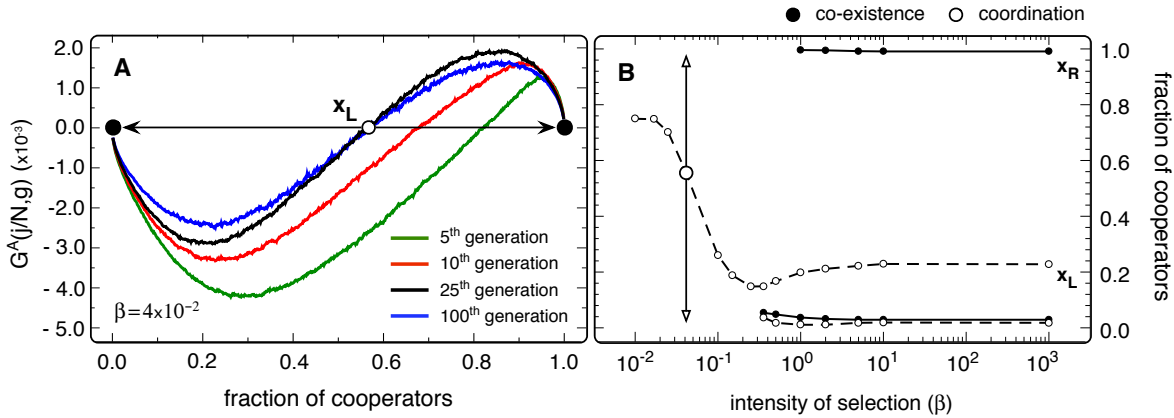 ● co-existence ○ coordination
A
2.0
1.0
0.0
-1.0
-2.0
-3.0
-4.0
-5.0
G^A(j/N,g) (x10^-3)
x_L
5th generation
10th generation
25th generation
100th generation
β=4x10^-2
0.0 0.2 0.4 0.6 0.8 1.0
fraction of cooperators
B
x_R
x_L
1.0
0.8
0.6
0.4
0.2
0.0
fraction of cooperators
10^-2 10^-1 10^0 10^1 10^2 10^3
intensity of selection (β)